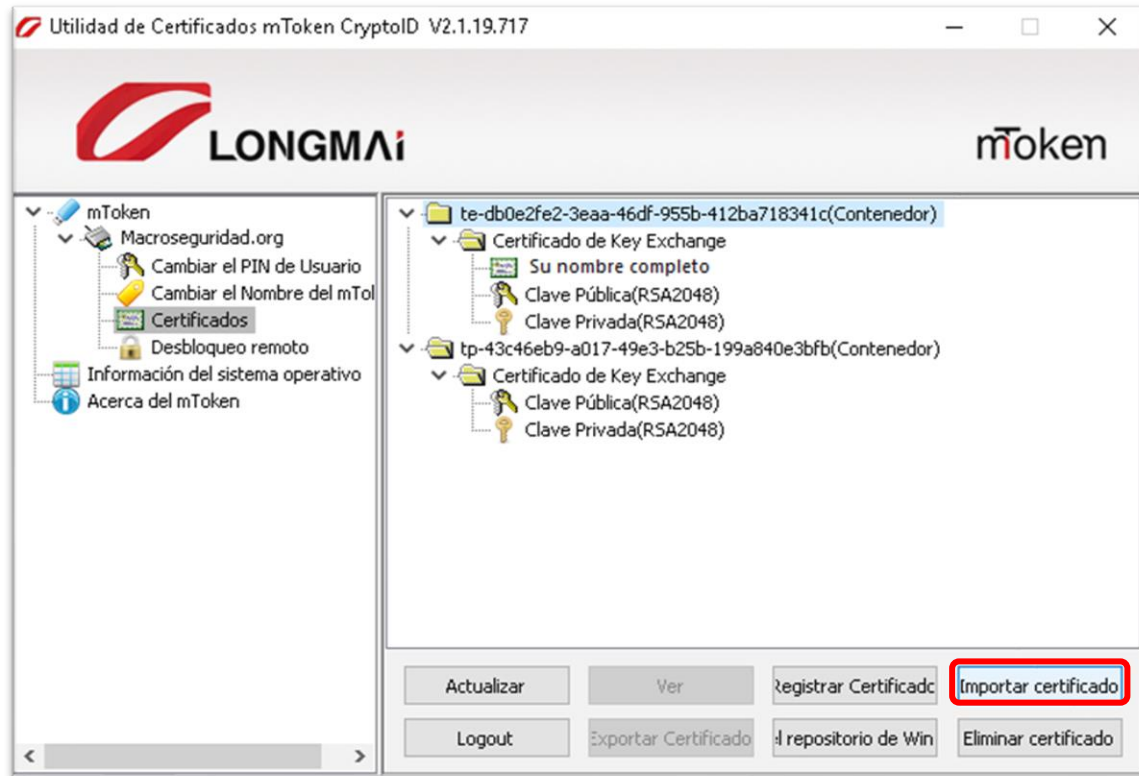 Utilidad de Certificados mToken CryptoID V2.1.19.717
LONGMAi
mToken
mToken
Macroseguridad.org
Cambiar el PIN de Usuario
Cambiar el Nombre del mTol
Certificados
Desbloqueo remoto
Información del sistema operativo
Acerca del mToken
te-db0e2fe2-3eaa-46df-955b-412ba718341c(Contenedor)
Certificado de Key Exchange
Su nombre completo
Clave Pública(RSA2048)
Clave Privada(RSA2048)
tp-43c46eb9-a017-49e3-b25b-199a840e3bfb(Contenedor)
Certificado de Key Exchange
Clave Pública(RSA2048)
Clave Privada(RSA2048)
Actualizar
Ver
Registrar Certificadc
Importar certificado
Logout
Exportar Certificado
el repositorio de Win
Eliminar certificado